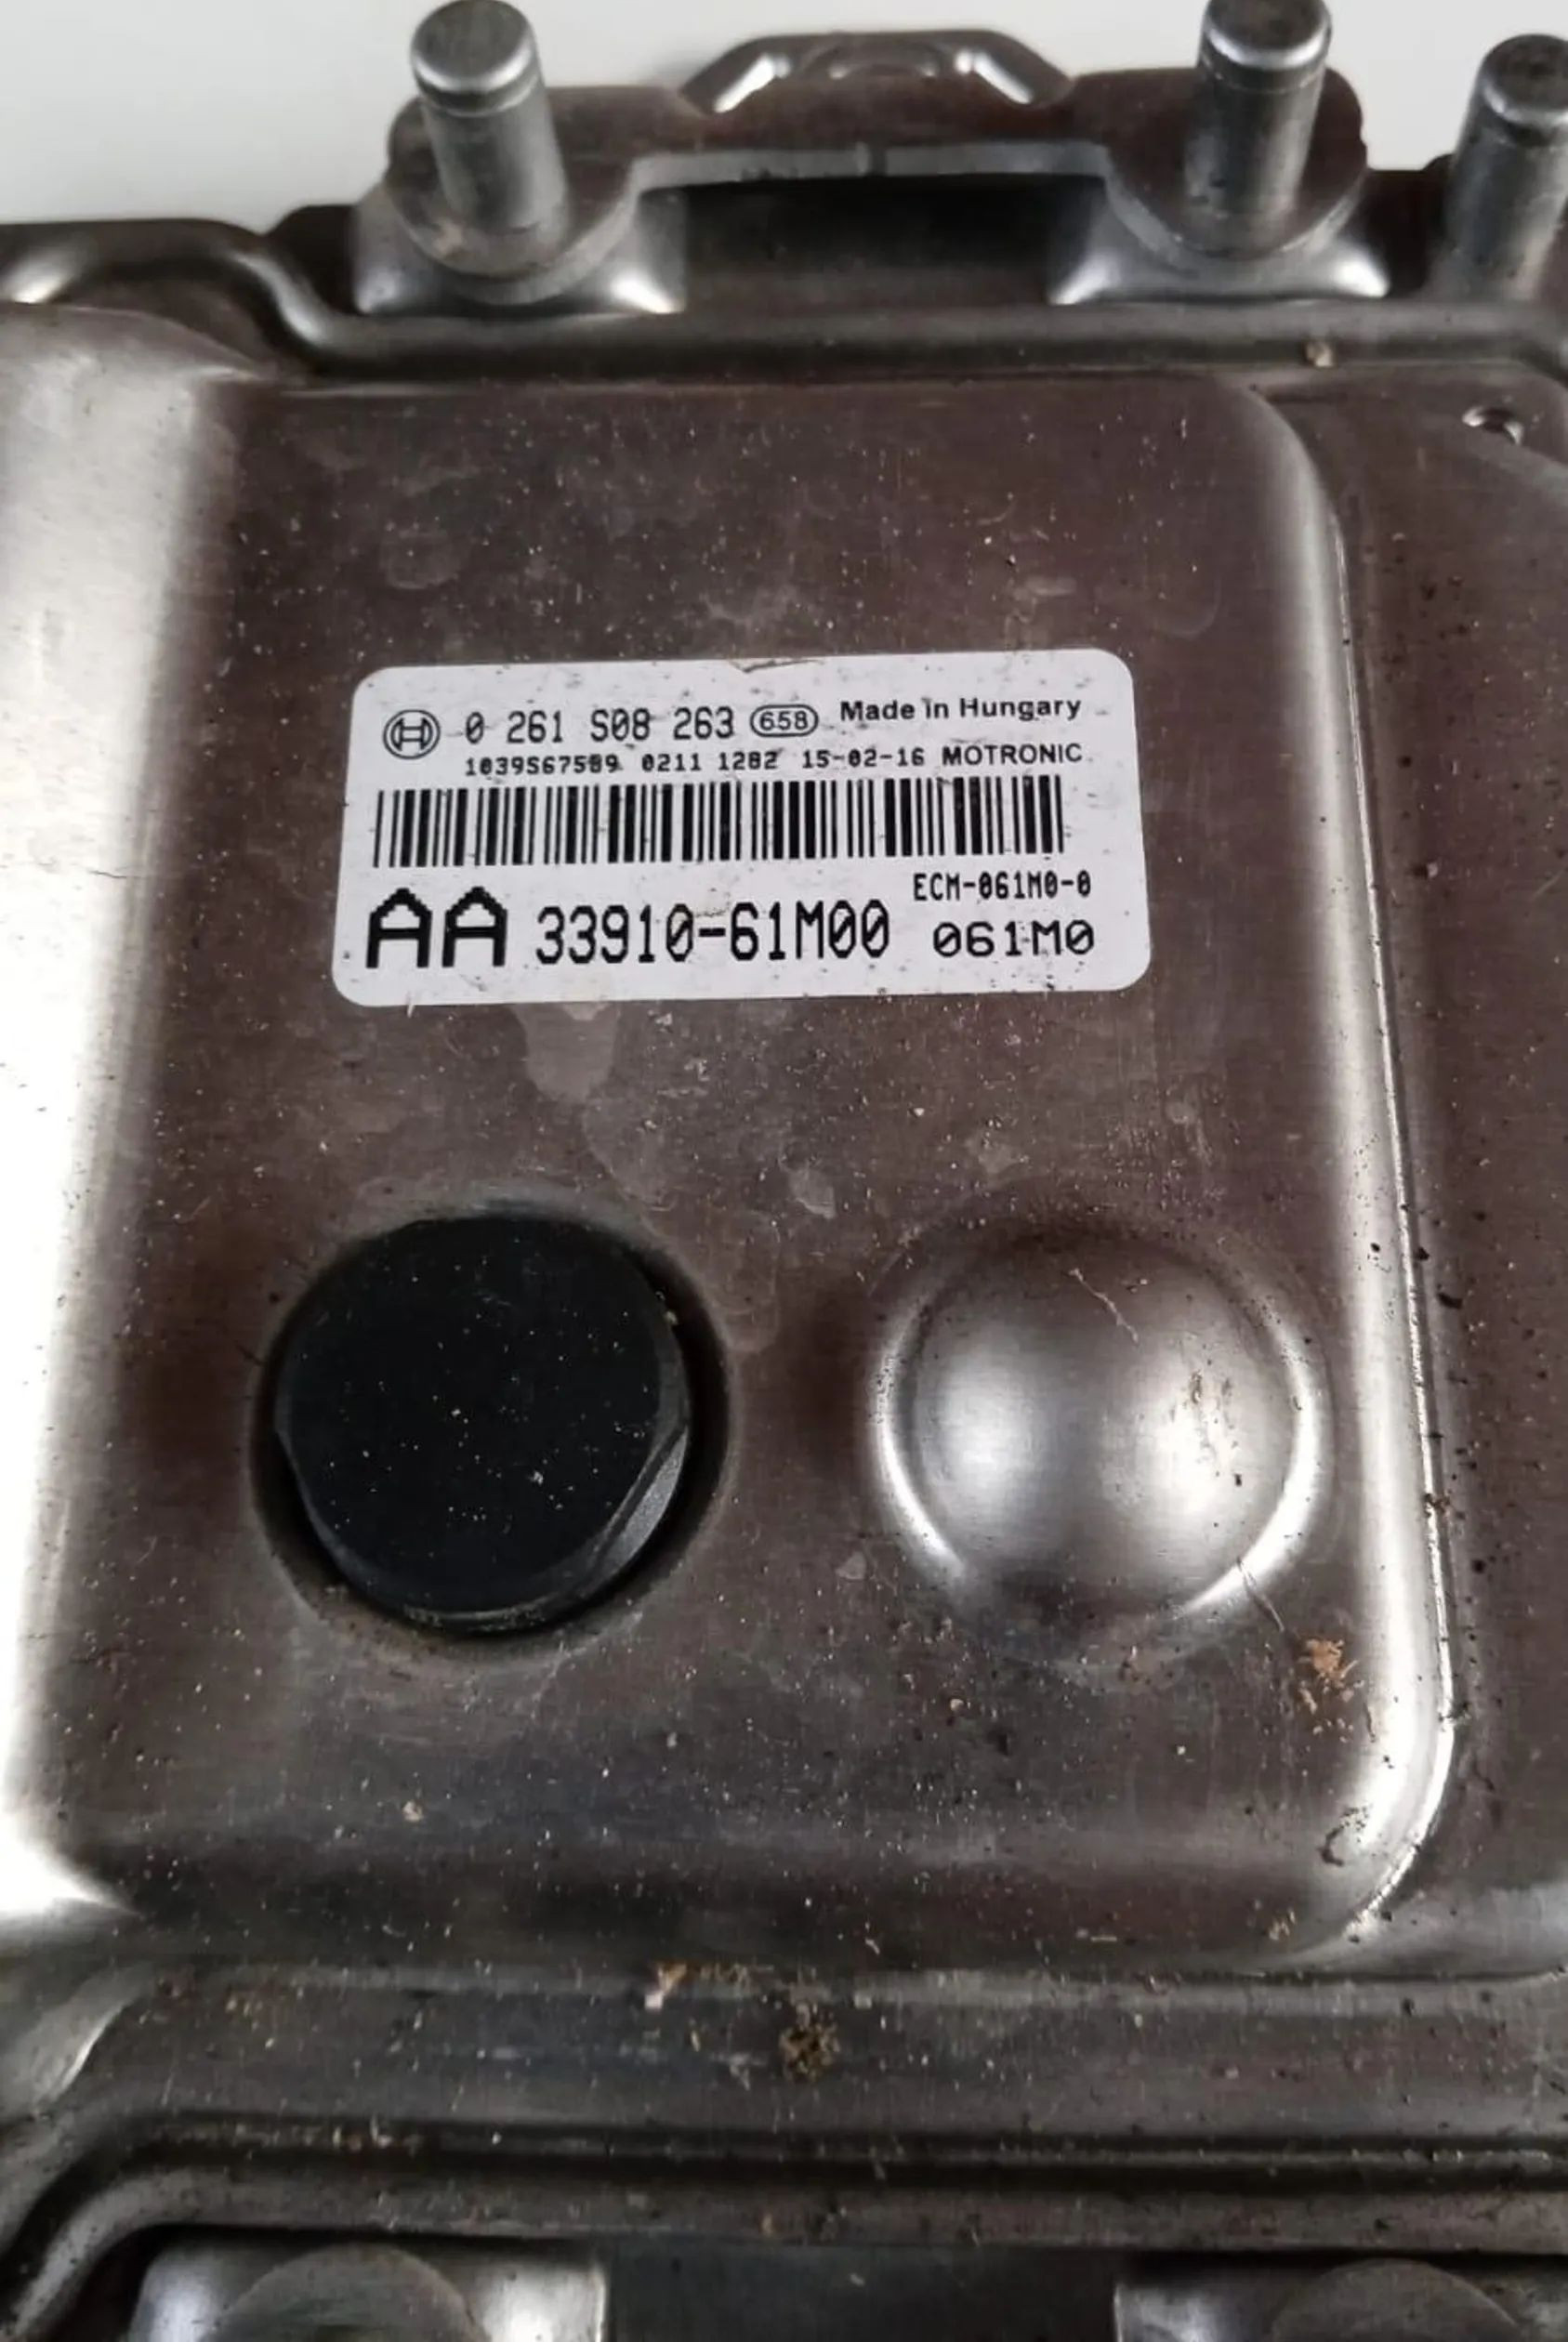 0 261 S08 263 658 Made in Hungary
1039S67589 0211 1282 15-02-16 MOTRONIC
ECM-061M0-0
AA 33910-61M00 061M0